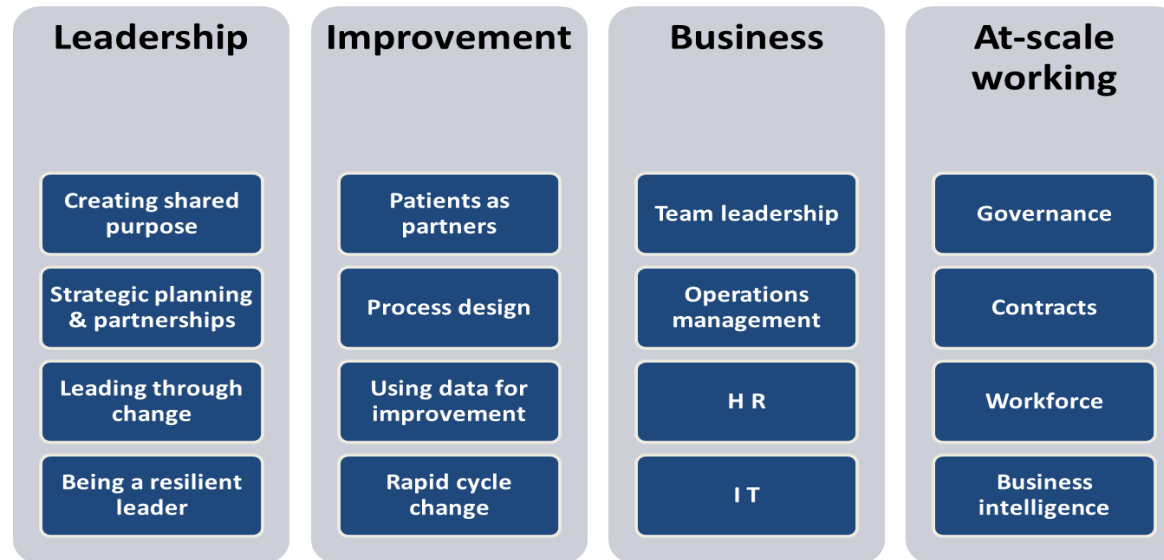 Leadership
Creating shared
purpose
Strategic planning
& partnerships
Leading through
change
Being a resilient
leader
Improvement
Patients as
partners
Process design
Using data for
improvement
Rapid cycle
change
Business
Team leadership
Operations
management
H R
I T
At-scale
working
Governance
Contracts
Workforce
Business
intelligence